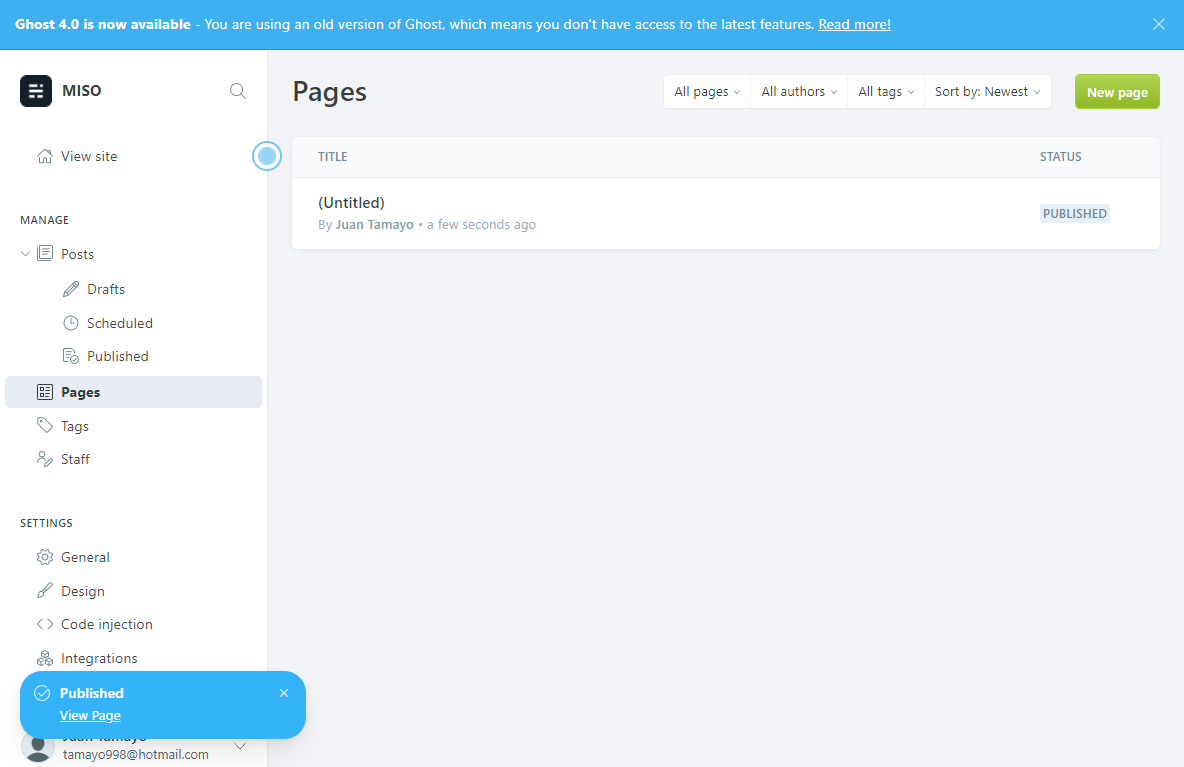 Ghost 4.0 is now available - You are using an old version of Ghost, which means you don't have access to the latest features. Read more!
MISO
View site
MANAGE
Posts
Drafts
Scheduled
Published
Pages
Tags
Staff
SETTINGS
General
Design
Code injection
Integrations
Published
View Page
Juan Tamayo
tamayo998@hotmail.com
Pages
All pages
All authors
All tags
Sort by: Newest
New page
TITLE
STATUS
(Untitled)
By Juan Tamayo • a few seconds ago
PUBLISHED